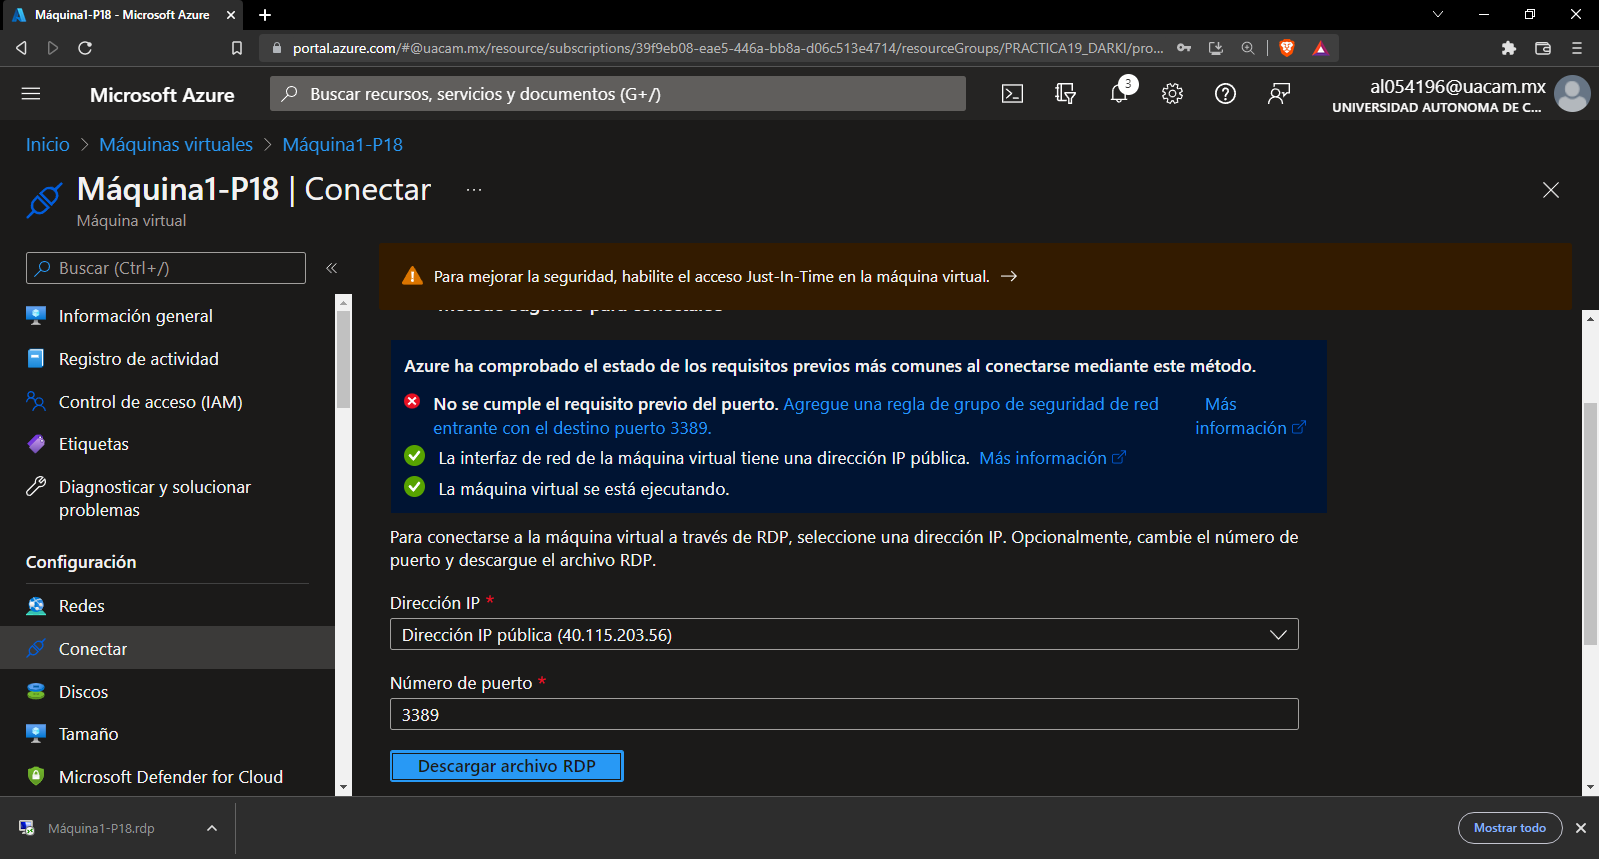 Máquina1-P18 - Microsoft Azure
portal.azure.com/#@uacam.mx/resource/subscriptions/39f9eb08-eae5-446a-bb8a-d06c513e4714/resourceGroups/PRACTICA19_DARKI/pro...
Microsoft Azure
Buscar recursos, servicios y documentos (G+/)
3
al054196@uacam.mx
UNIVERSIDAD AUTONOMA DE C...
Inicio > Máquinas virtuales > Máquina1-P18
Máquina1-P18 | Conectar ...
Máquina virtual
Buscar (Ctrl+/)
Información general
Registro de actividad
Control de acceso (IAM)
Etiquetas
Diagnosticar y solucionar
problemas
Configuración
Redes
Conectar
Discos
Tamaño
Microsoft Defender for Cloud
Para mejorar la seguridad, habilite el acceso Just-In-Time en la máquina virtual. →
Método sugerido para conectarse
Azure ha comprobado el estado de los requisitos previos más comunes al conectarse mediante este método.
No se cumple el requisito previo del puerto. Agregue una regla de grupo de seguridad de red
entrante con el destino puerto 3389.
Más
información
La interfaz de red de la máquina virtual tiene una dirección IP pública. Más información
La máquina virtual se está ejecutando.
Para conectarse a la máquina virtual a través de RDP, seleccione una dirección IP. Opcionalmente, cambie el número de
puerto y descargue el archivo RDP.
Dirección IP *
Dirección IP pública (40.115.203.56)
Número de puerto *
3389
Descargar archivo RDP
Máquina1-P18.rdp
Mostrar todo